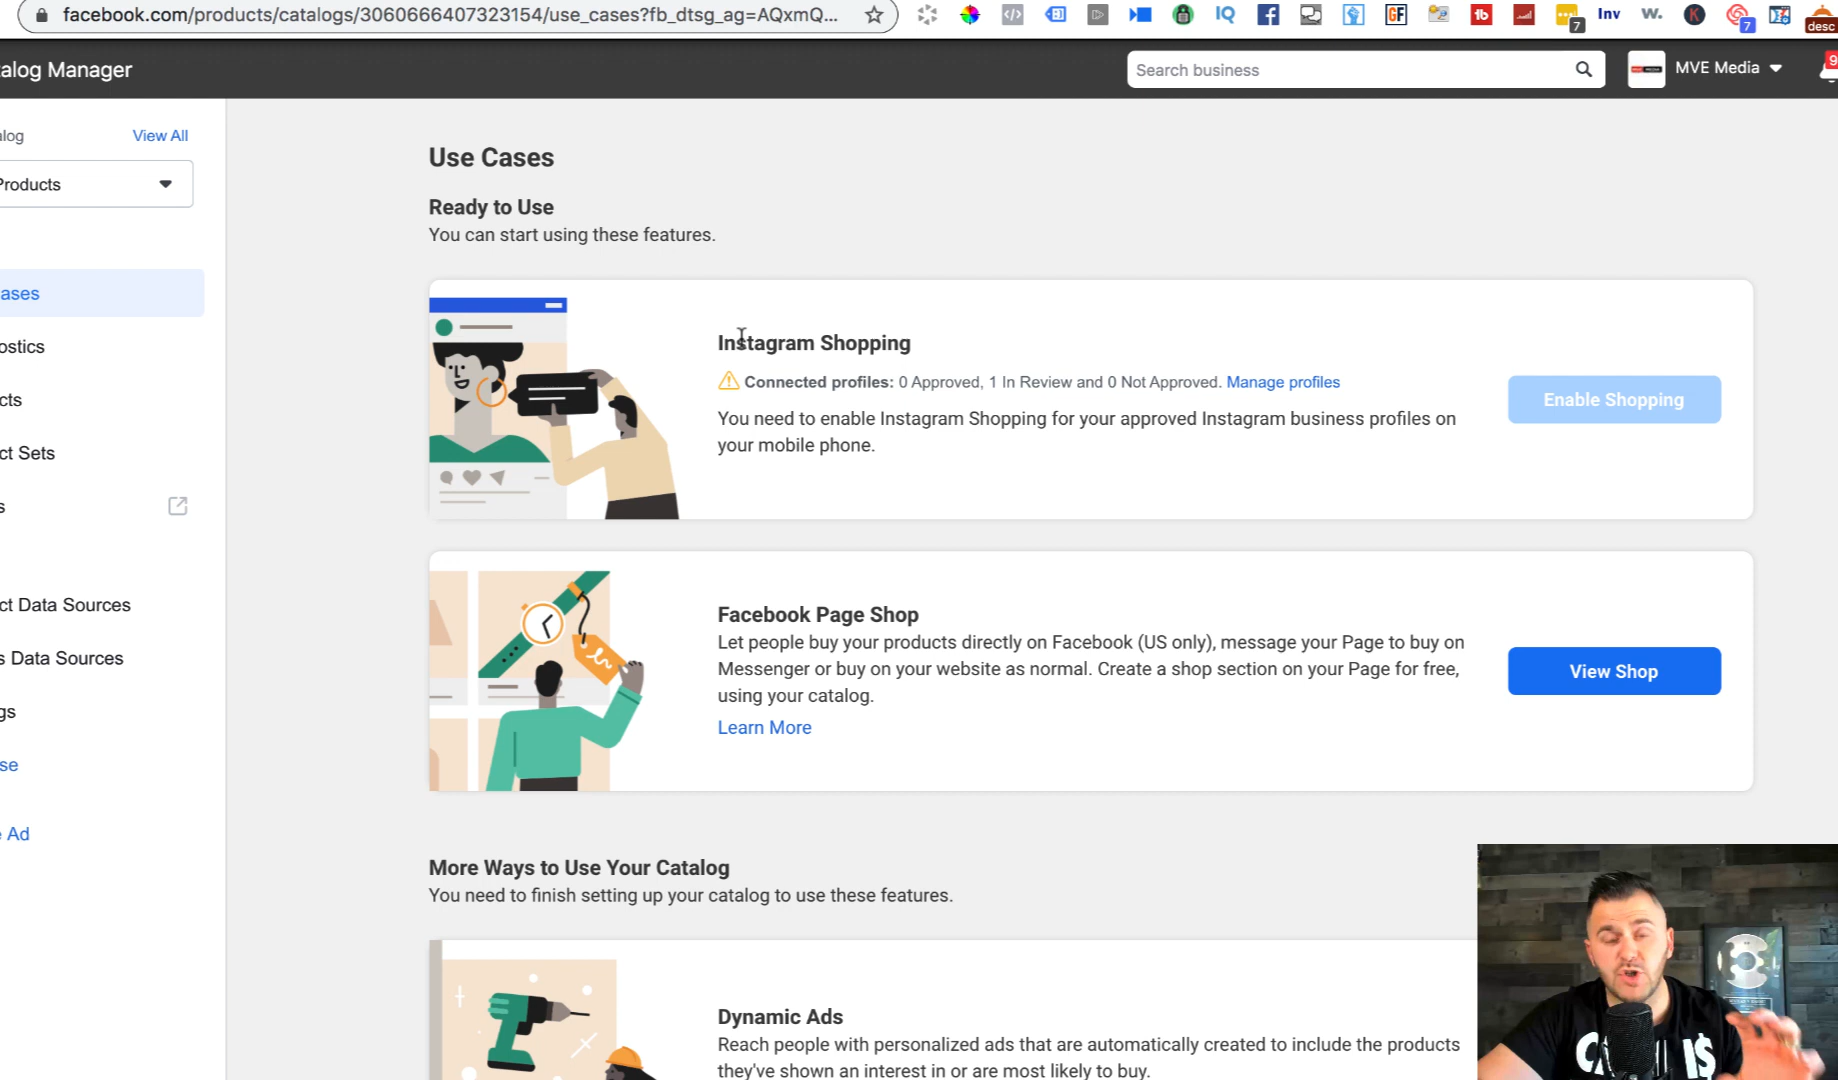 facebook.com/products/catalogs/3060666407323154/use_cases?fb_dtsg_ag=AQxmQ...
IQ
GF
tb
7
Inv
w.
K
7
desc
alog Manager
Search business
MVE Media
9
alog
View All
Products
Use Cases
Ready to Use
You can start using these features.
ases
ostics
cts
ct Sets
s
ct Data Sources
s Data Sources
gs
se
e Ad
Instagram Shopping
Connected profiles: 0 Approved, 1 In Review and 0 Not Approved. Manage profiles
You need to enable Instagram Shopping for your approved Instagram business profiles on
your mobile phone.
Enable Shopping
Facebook Page Shop
Let people buy your products directly on Facebook (US only), message your Page to buy on
Messenger or buy on your website as normal. Create a shop section on your Page for free,
using your catalog.
Learn More
View Shop
More Ways to Use Your Catalog
You need to finish setting up your catalog to use these features.
Dynamic Ads
Reach people with personalized ads that are automatically created to include the products
they've shown an interest in or are most likely to buy.